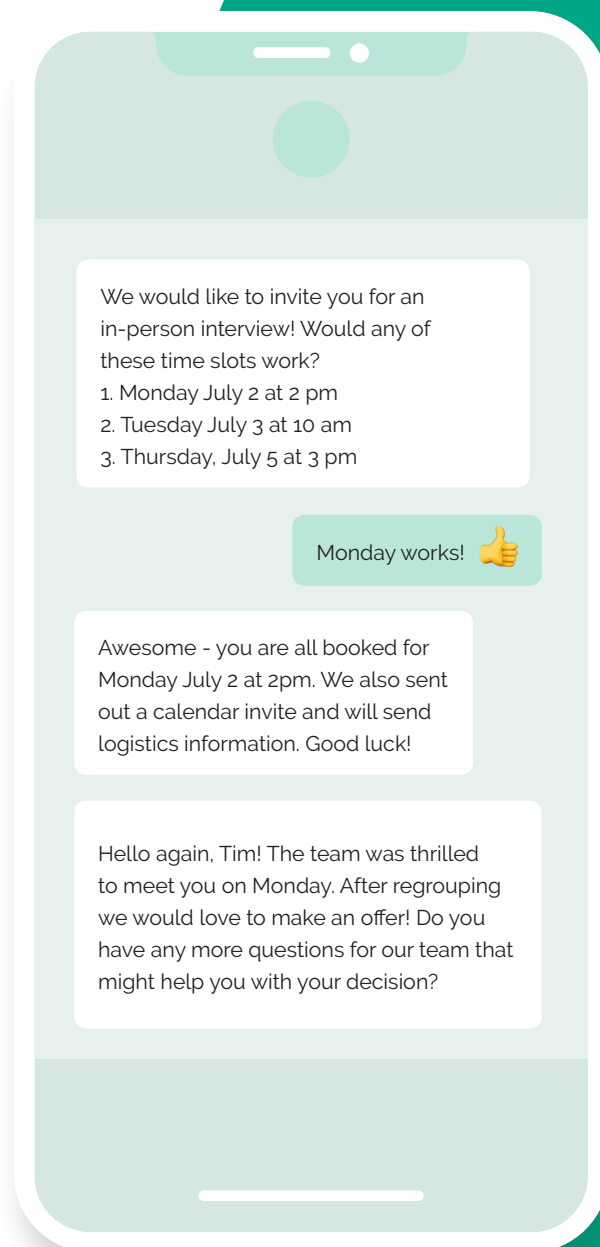 We would like to invite you for an
in-person interview! Would any of
these time slots work?
1. Monday July 2 at 2 pm
2. Tuesday July 3 at 10 am
3. Thursday, July 5 at 3 pm
Monday works! 👍
Awesome - you are all booked for
Monday July 2 at 2pm. We also sent
out a calendar invite and will send
logistics information. Good luck!
Hello again, Tim! The team was thrilled
to meet you on Monday. After regrouping
we would love to make an offer! Do you
have any more questions for our team that
might help you with your decision?